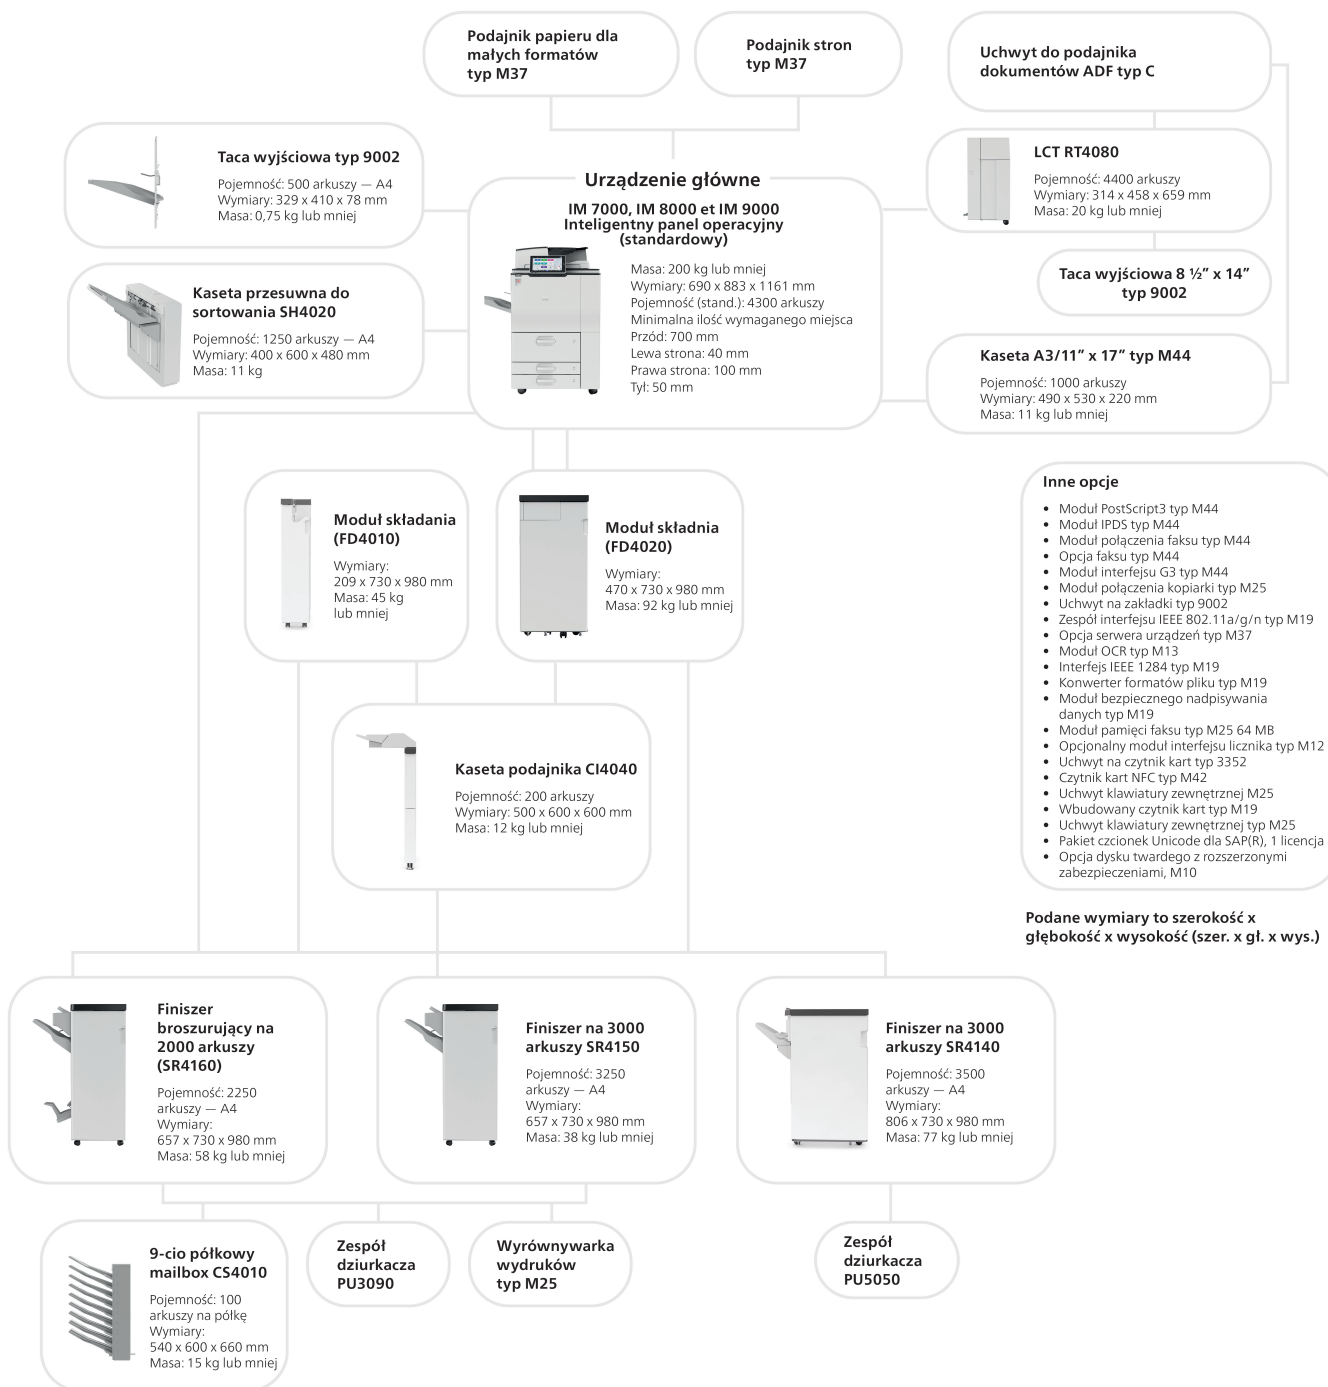 Podajnik papieru dla
małych formatów
typ M37
Podajnik stron
typ M37
Uchwyt do podajnika
dokumentów ADF typ C
Taca wyjściowa typ 9002
Pojemność: 500 arkuszy — A4
Wymiary: 329 x 410 x 78 mm
Masa: 0,75 kg lub mniej
Urządzenie główne
IM 7000, IM 8000 et IM 9000
Inteligentny panel operacyjny
(standardowy)
Masa: 200 kg lub mniej
Wymiary: 690 x 883 x 1161 mm
Pojemność (stand.): 4300 arkuszy
Minimalna ilość wymaganego miejsca
Przód: 700 mm
Lewa strona: 40 mm
Prawa strona: 100 mm
Tył: 50 mm
LCT RT4080
Pojemność: 4400 arkuszy
Wymiary: 314 x 458 x 659 mm
Masa: 20 kg lub mniej
Taca wyjściowa 8 ½” x 14”
typ 9002
Kaseta przesuwna do
sortowania SH4020
Pojemność: 1250 arkuszy — A4
Wymiary: 400 x 600 x 480 mm
Masa: 11 kg
Kaseta A3/11” x 17” typ M44
Pojemność: 1000 arkuszy
Wymiary: 490 x 530 x 220 mm
Masa: 11 kg lub mniej
Moduł składania
(FD4010)
Wymiary:
209 x 730 x 980 mm
Masa: 45 kg
lub mniej
Moduł składnia
(FD4020)
Wymiary:
470 x 730 x 980 mm
Masa: 92 kg lub mniej
Inne opcje
• Moduł PostScript3 typ M44
• Moduł IPDS typ M44
• Moduł połączenia faksu typ M44
• Opcja faksu typ M44
• Moduł interfejsu G3 typ M44
• Moduł połączenia kopiarki typ M25
• Uchwyt na zakładki typ 9002
• Zespół interfejsu IEEE 802.11a/g/n typ M19
• Opcja serwera urządzeń typ M37
• Moduł OCR typ M13
• Interfejs IEEE 1284 typ M19
• Konwerter formatów pliku typ M19
• Moduł bezpiecznego nadpisywania
danych typ M19
• Moduł pamięci faksu typ M25 64 MB
• Opcjonalny moduł interfejsu licznika typ M12
• Uchwyt na czytnik kart typ 3352
• Czytnik kart NFC typ M42
• Uchwyt klawiatury zewnętrznej M25
• Wbudowany czytnik kart typ M19
• Uchwyt klawiatury zewnętrznej typ M25
• Pakiet czcionek Unicode dla SAP(R), 1 licencja
• Opcja dysku twardego z rozszerzonymi
zabezpieczeniami, M10
Kaseta podajnika CI4040
Pojemność: 200 arkuszy
Wymiary: 500 x 600 x 600 mm
Masa: 12 kg lub mniej
Podane wymiary to szerokość x
głębokość x wysokość (szer. x gł. x wys.)
Finiszer
broszurujący na
2000 arkuszy
(SR4160)
Pojemność: 2250
arkuszy — A4
Wymiary:
657 x 730 x 980 mm
Masa: 58 kg lub mniej
Finiszer na 3000
arkuszy SR4150
Pojemność: 3250
arkuszy — A4
Wymiary:
657 x 730 x 980 mm
Masa: 38 kg lub mniej
Finiszer na 3000
arkuszy SR4140
Pojemność: 3500
arkuszy — A4
Wymiary:
806 x 730 x 980 mm
Masa: 77 kg lub mniej
9-cio półkowy
mailbox CS4010
Pojemność: 100
arkuszy na półkę
Wymiary:
540 x 600 x 660 mm
Masa: 15 kg lub mniej
Zespół
dziurkacza
PU3090
Wyrównywarka
wydruków
typ M25
Zespół
dziurkacza
PU5050